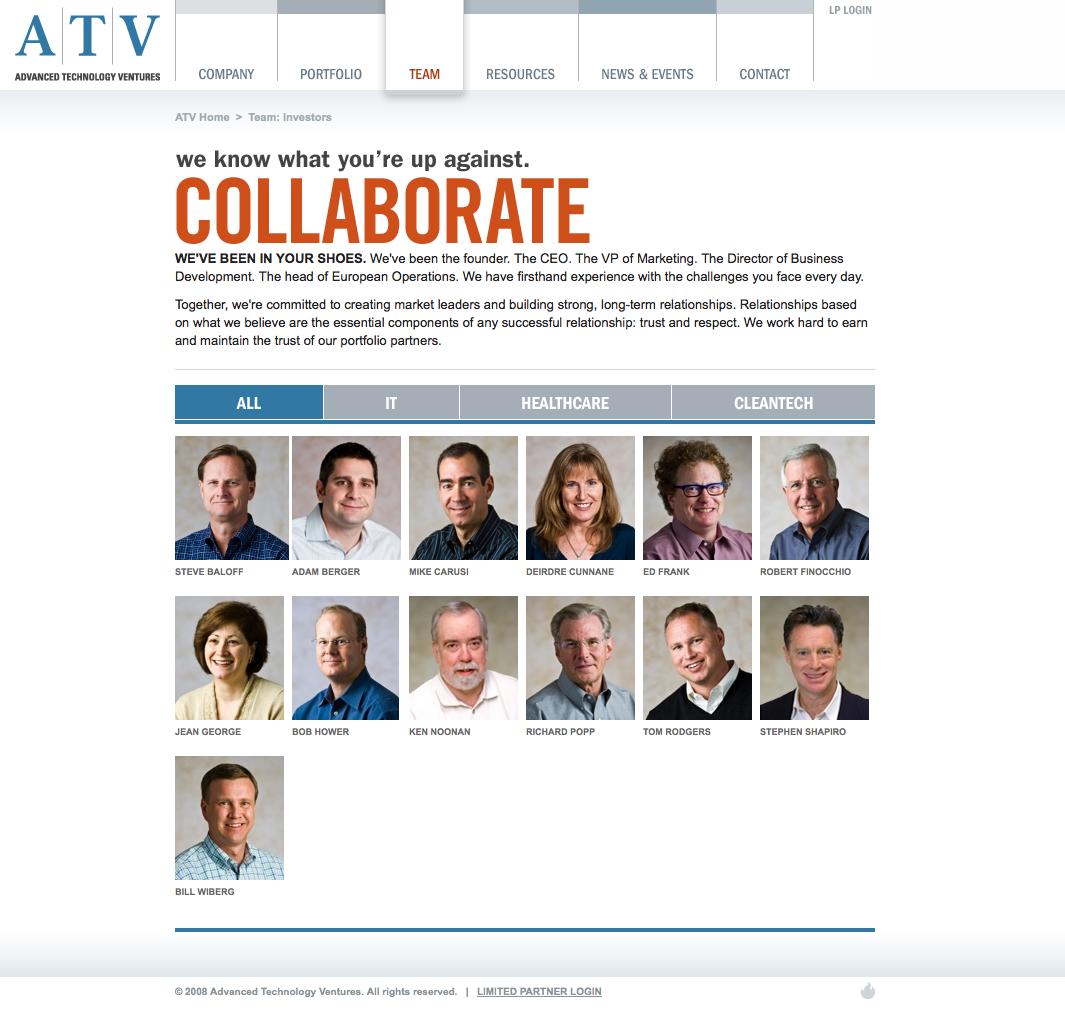 ATV
ADVANCED TECHNOLOGY VENTURES
COMPANY
PORTFOLIO
TEAM
RESOURCES
NEWS & EVENTS
CONTACT
LP LOGIN
ATV Home > Team: Investors
we know what you're up against.
COLLABORATE
WE'VE BEEN IN YOUR SHOES. We've been the founder. The CEO. The VP of Marketing. The Director of Business
Development. The head of European Operations. We have firsthand experience with the challenges you face every day.
Together, we're committed to creating market leaders and building strong, long-term relationships. Relationships based
on what we believe are the essential components of any successful relationship: trust and respect. We work hard to earn
and maintain the trust of our portfolio partners.
ALL
IT
HEALTHCARE
CLEANTECH
STEVE BALOFF
ADAM BERGER
MIKE CARUSI
DEIRDRE CUNNANE
ED FRANK
ROBERT FINOCCHIO
JEAN GEORGE
BOB HOWER
KEN NOONAN
RICHARD POPP
TOM RODGERS
STEPHEN SHAPIRO
BILL WIBERG
© 2008 Advanced Technology Ventures. All rights reserved. | LIMITED PARTNER LOGIN